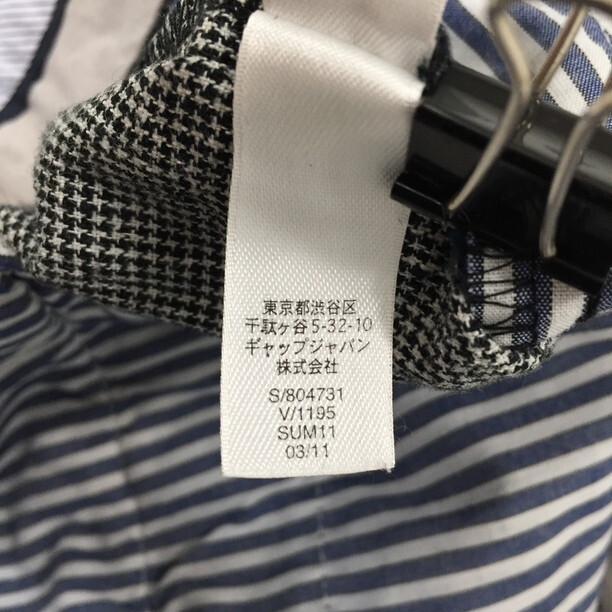 東京都渋谷区
千駄ヶ谷5-32-10
ギャップジャパン
株式会社
S/804731
V/1195
SUM11
03/11